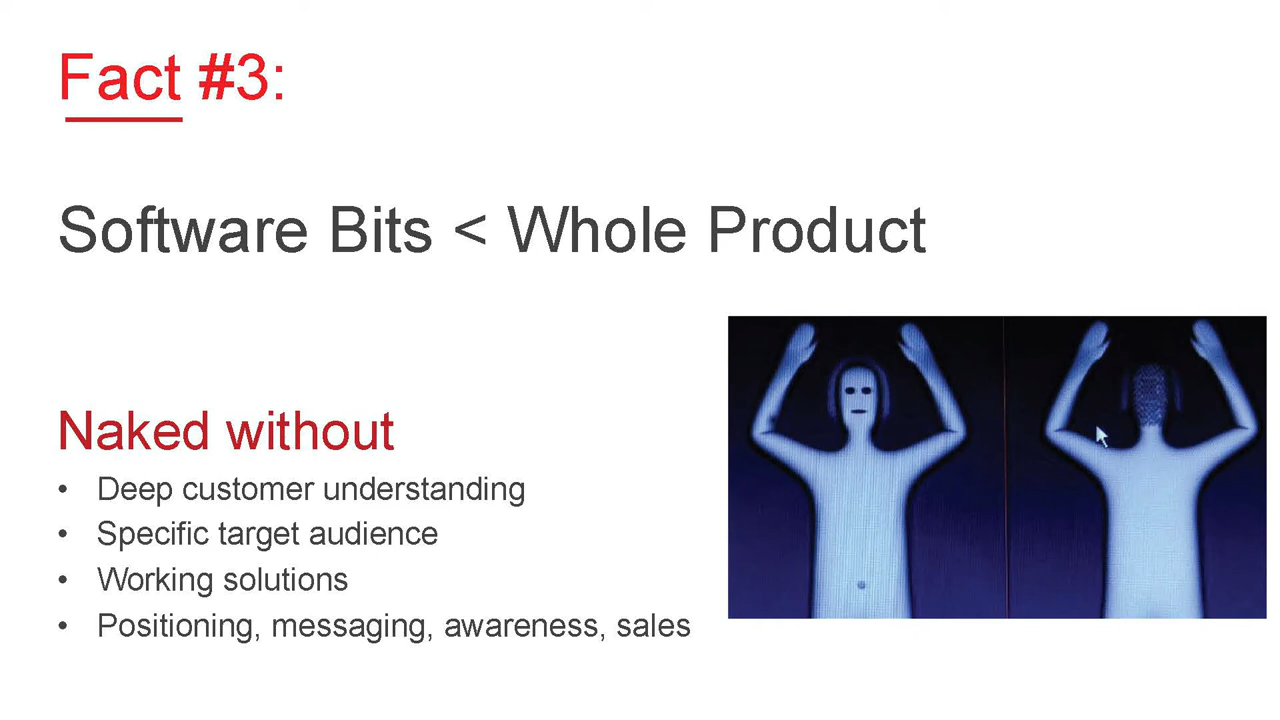 Fact #3:
Software Bits < Whole Product
Naked without
• Deep customer understanding
• Specific target audience
• Working solutions
• Positioning, messaging, awareness, sales